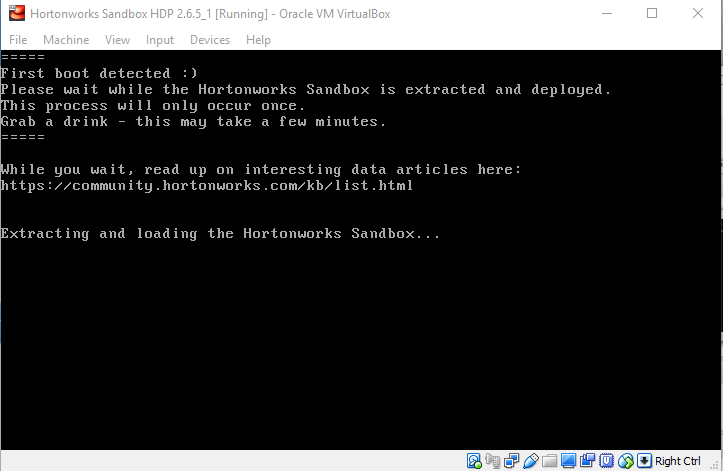 Hortonworks Sandbox HDP 2.6.5_1 [Running] - Oracle VM VirtualBox
File Machine View Input Devices Help
=====
First boot detected :)
Please wait while the Hortonworks Sandbox is extracted and deployed.
This process will only occur once.
Grab a drink - this may take a few minutes.
=====
While you wait, read up on interesting data articles here:
https://community.hortonworks.com/kb/list.html
Extracting and loading the Hortonworks Sandbox...
Right Ctrl